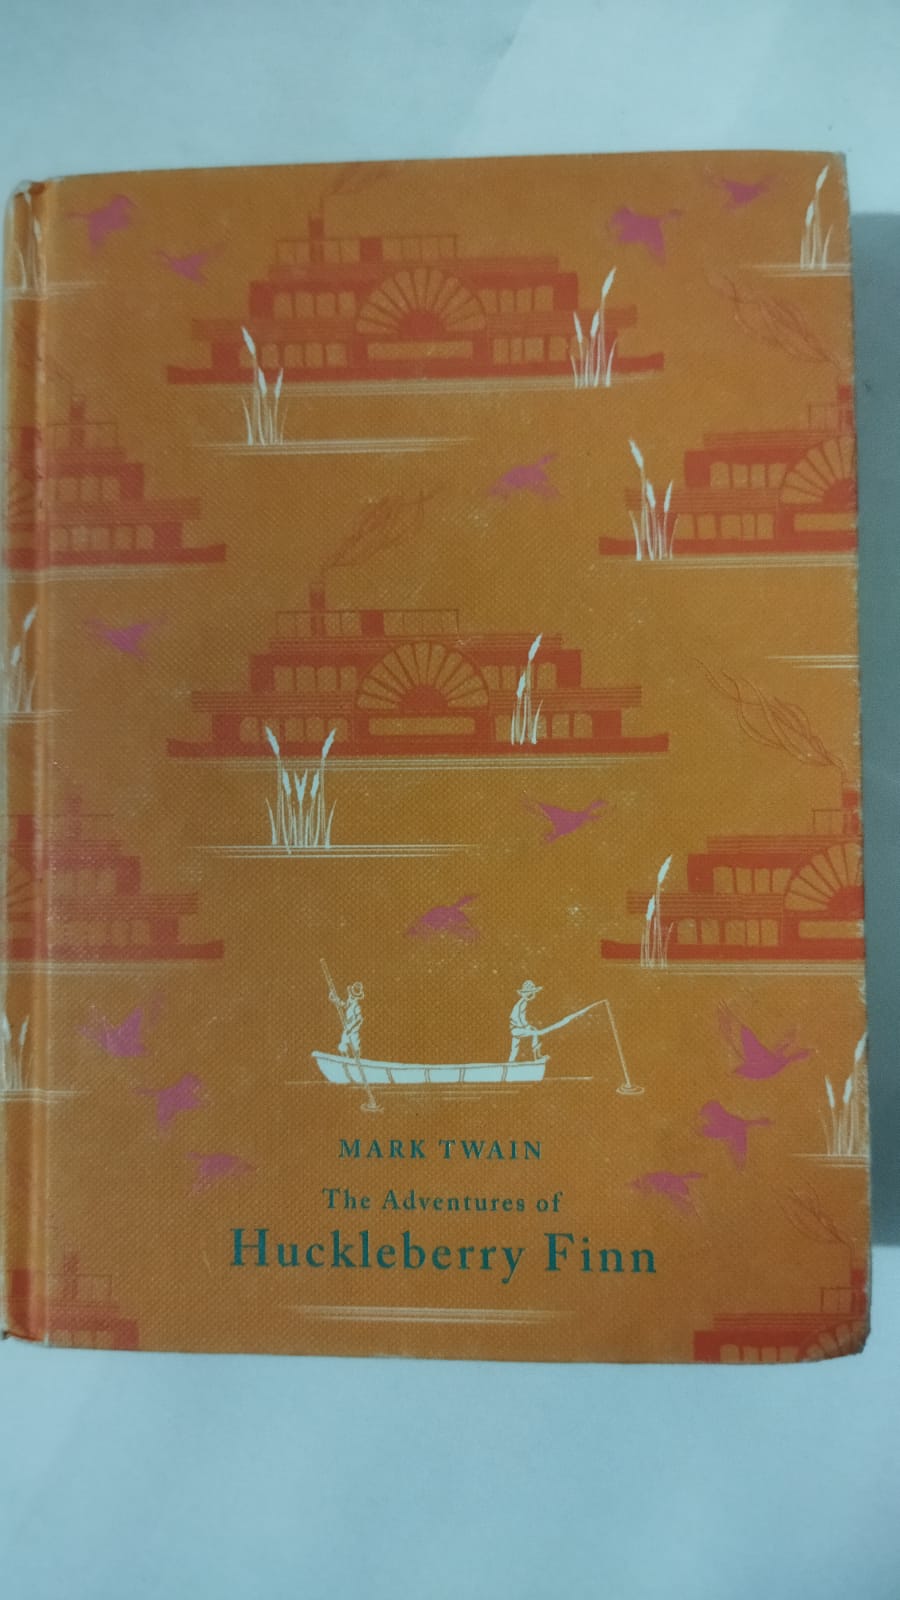 MARK TWAIN
The Adventures of
Huckleberry Finn